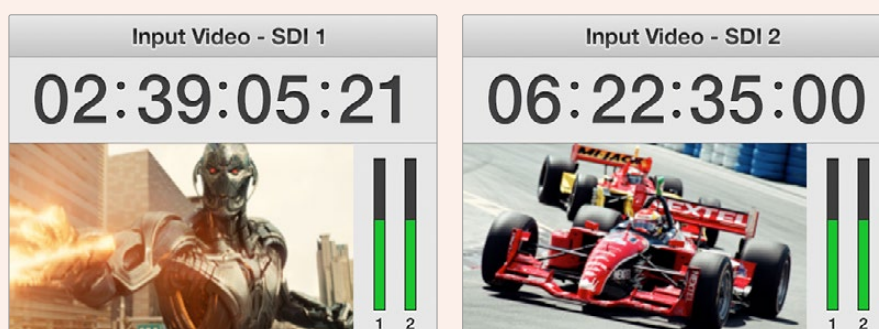 Input Video - SDI 1
02:39:05:21
1 2
Input Video - SDI 2
06:22:35:00
NEXTEL
1 2